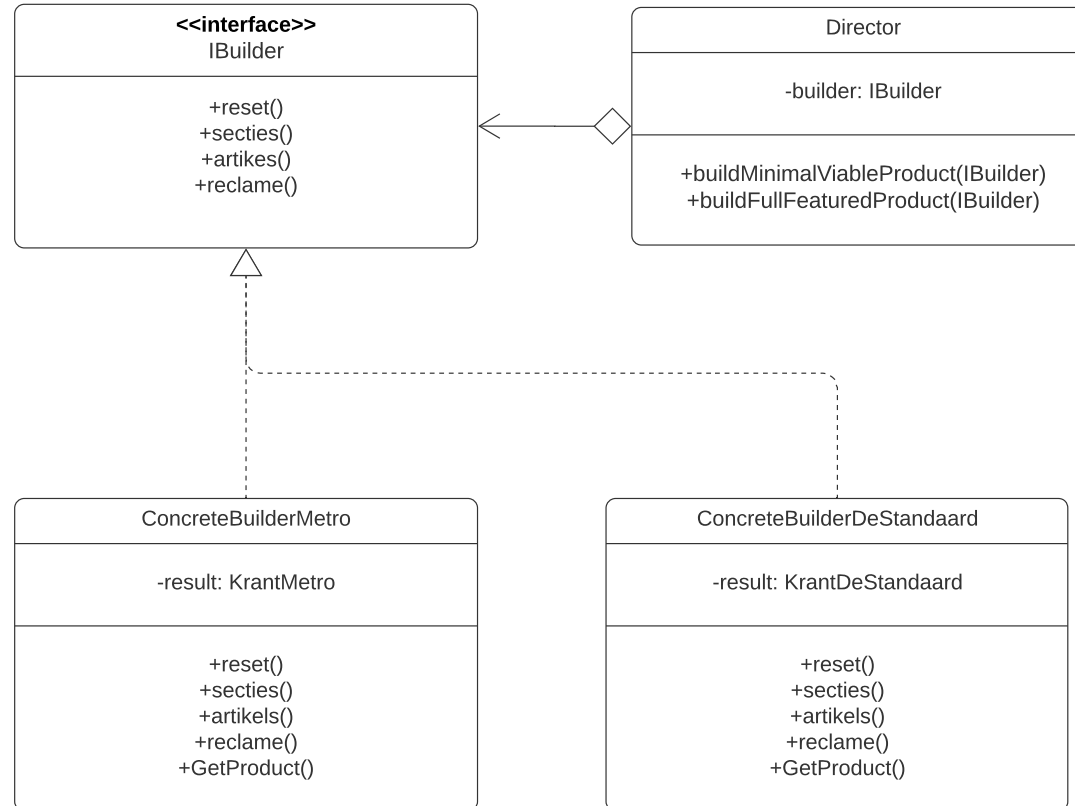 <<interface>>
IBuilder
+reset()
+secties()
+artikes()
+reclame()
Director
-builder: IBuilder
+buildMinimalViableProduct(IBuilder)
+buildFullFeaturedProduct(IBuilder)
ConcreteBuilderMetro
-result: KrantMetro
+reset()
+secties()
+artikels()
+reclame()
+GetProduct()
ConcreteBuilderDeStandaard
-result: KrantDeStandaard
+reset()
+secties()
+artikels()
+reclame()
+GetProduct()